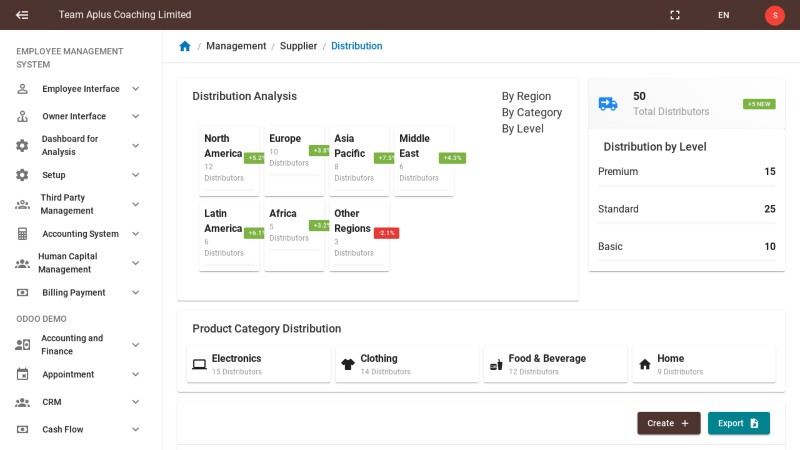 Team Aplus Coaching Limited
EN
S
EMPLOYEE MANAGEMENT
SYSTEM
Employee Interface
Owner Interface
Dashboard for
Analysis
Setup
Third Party
Management
Accounting System
Human Capital
Management
Billing Payment
ODOO DEMO
Accounting and
Finance
Appointment
CRM
Cash Flow
/ Management / Supplier / Distribution
Distribution Analysis
By Region
By Category
By Level
North
America
12
Distributors
+5.2%
Europe
10
Distributors
+3.8%
Asia
Pacific
8
Distributors
+7.5%
Middle
East
6
Distributors
+4.3%
Latin
America
6
Distributors
+6.1%
Africa
5
Distributors
+3.2%
Other
Regions
3
Distributors
-2.1%
50
Total Distributors
+5 NEW
Distribution by Level
Premium 15
Standard 25
Basic 10
Product Category Distribution
Electronics
15 Distributors
Clothing
14 Distributors
Food & Beverage
12 Distributors
Home
9 Distributors
Create
Export